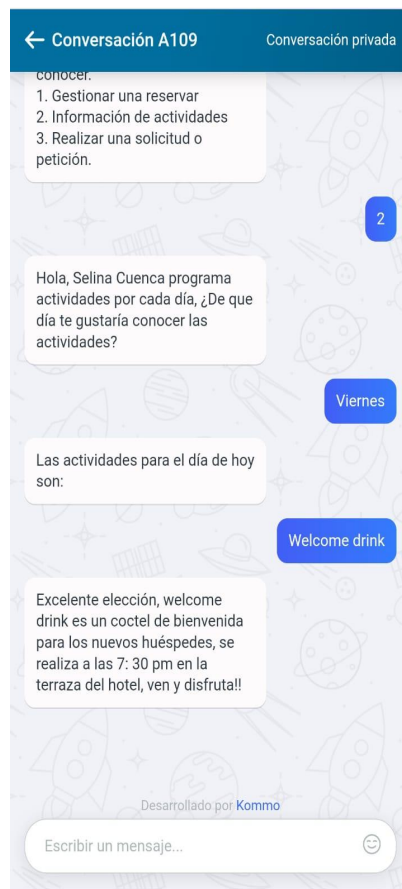 Conversación A109
Conversación privada
conocer.
1. Gestionar una reservar
2. Información de actividades
3. Realizar una solicitud o
petición.
2
Hola, Selina Cuenca programa
actividades por cada día, ¿De que
día te gustaría conocer las
actividades?
Viernes
Las actividades para el día de hoy
son:
Welcome drink
Excelente elección, welcome
drink es un coctel de bienvenida
para los nuevos huéspedes, se
realiza a las 7: 30 pm en la
terraza del hotel, ven y disfruta!!
Desarrollado por Kommo
Escribir un mensaje...